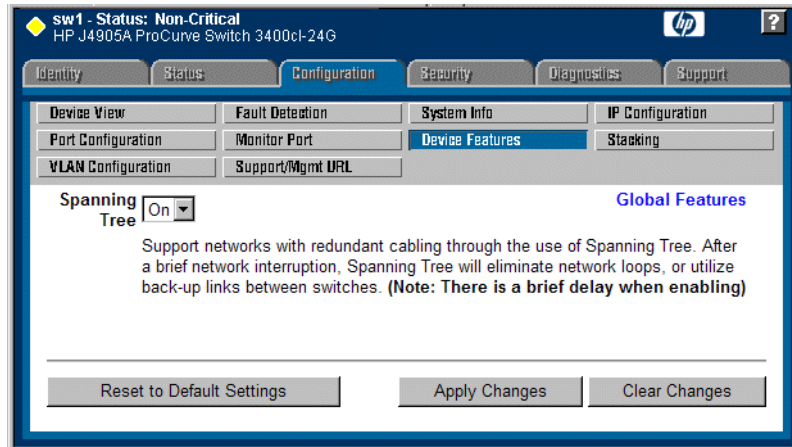 sw1 - Status: Non-Critical
HP J4905A ProCurve Switch 3400cl-24G
hp
?
Identity Status Configuration Security Diagnostics Support
Device View Fault Detection System Info IP Configuration
Port Configuration Monitor Port Device Features Stacking
VLAN Configuration Support/Mgmt URL
Spanning Tree On Global Features
Support networks with redundant cabling through the use of Spanning Tree. After
a brief network interruption, Spanning Tree will eliminate network loops, or utilize
back-up links between switches. (Note: There is a brief delay when enabling)
Reset to Default Settings Apply Changes Clear Changes